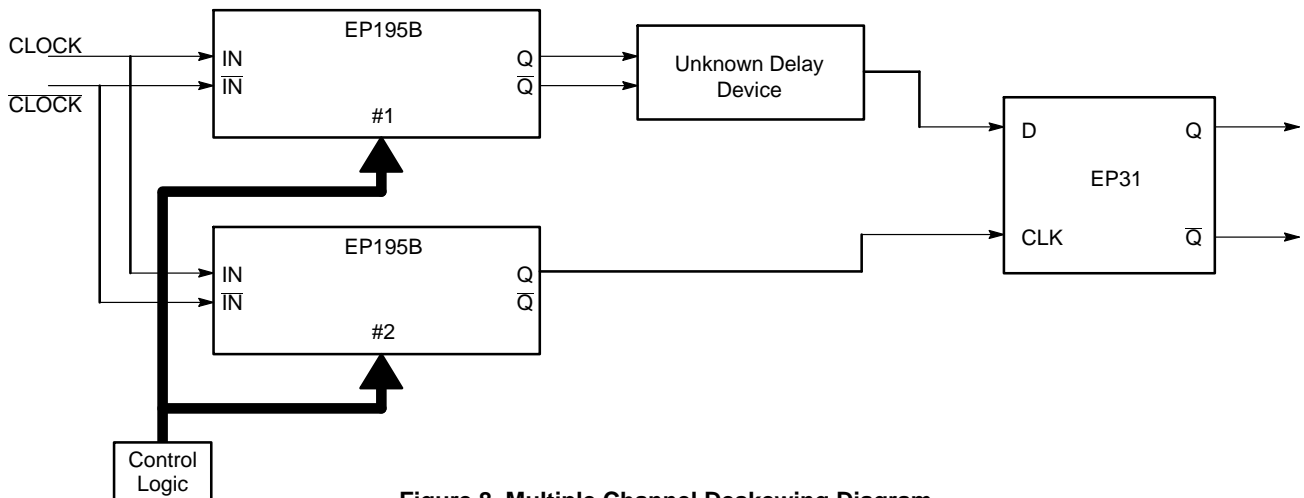 EP195B
CLOCK
IN
Q
CLOCK
IN
Q
#1
Unknown Delay
Device
D
Q
EP31
CLK
Q
EP195B
IN
Q
IN
Q
#2
Control
Logic
Figure 8. Multiple Channel Deskewing Diagram